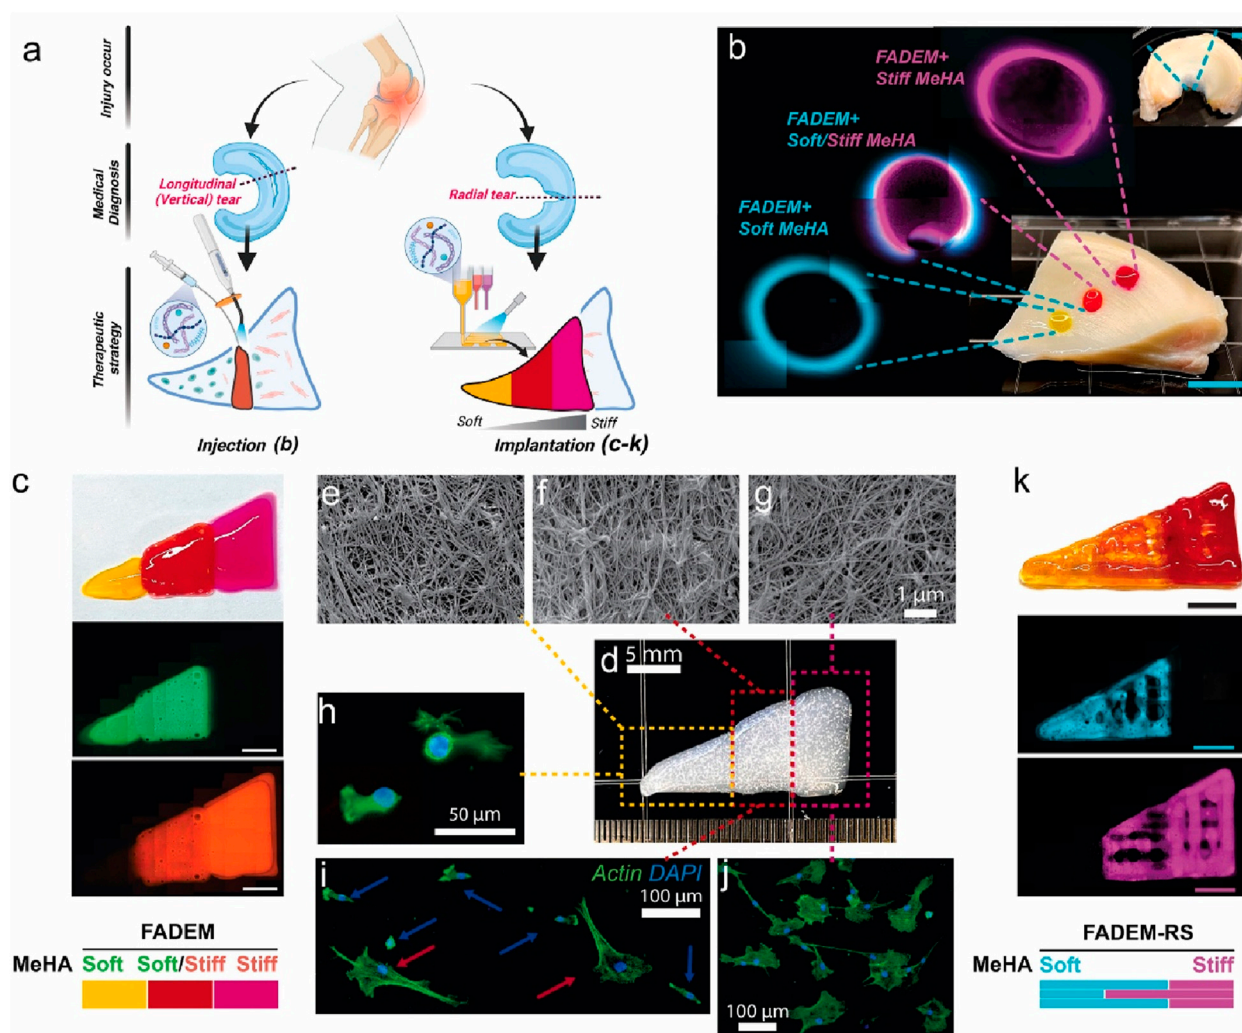 a
Injury occur
Medical
Diagnosis
Therapeutic
strategy
Longitudinal
(Vertical) tear
Radial tear
Soft
Stiff
Injection (b)
Implantation (c-k)
b
FADEM+
Stiff MeHA
FADEM+
Soft/Stiff MeHA
FADEM+
Soft MeHA
c
FADEM
MeHA Soft Soft/Stiff Stiff
e
f
g
1 µm
d
5 mm
h
50 µm
i
Actin DAPI
100 µm
j
100 µm
k
FADEM-RS
MeHA Soft Stiff